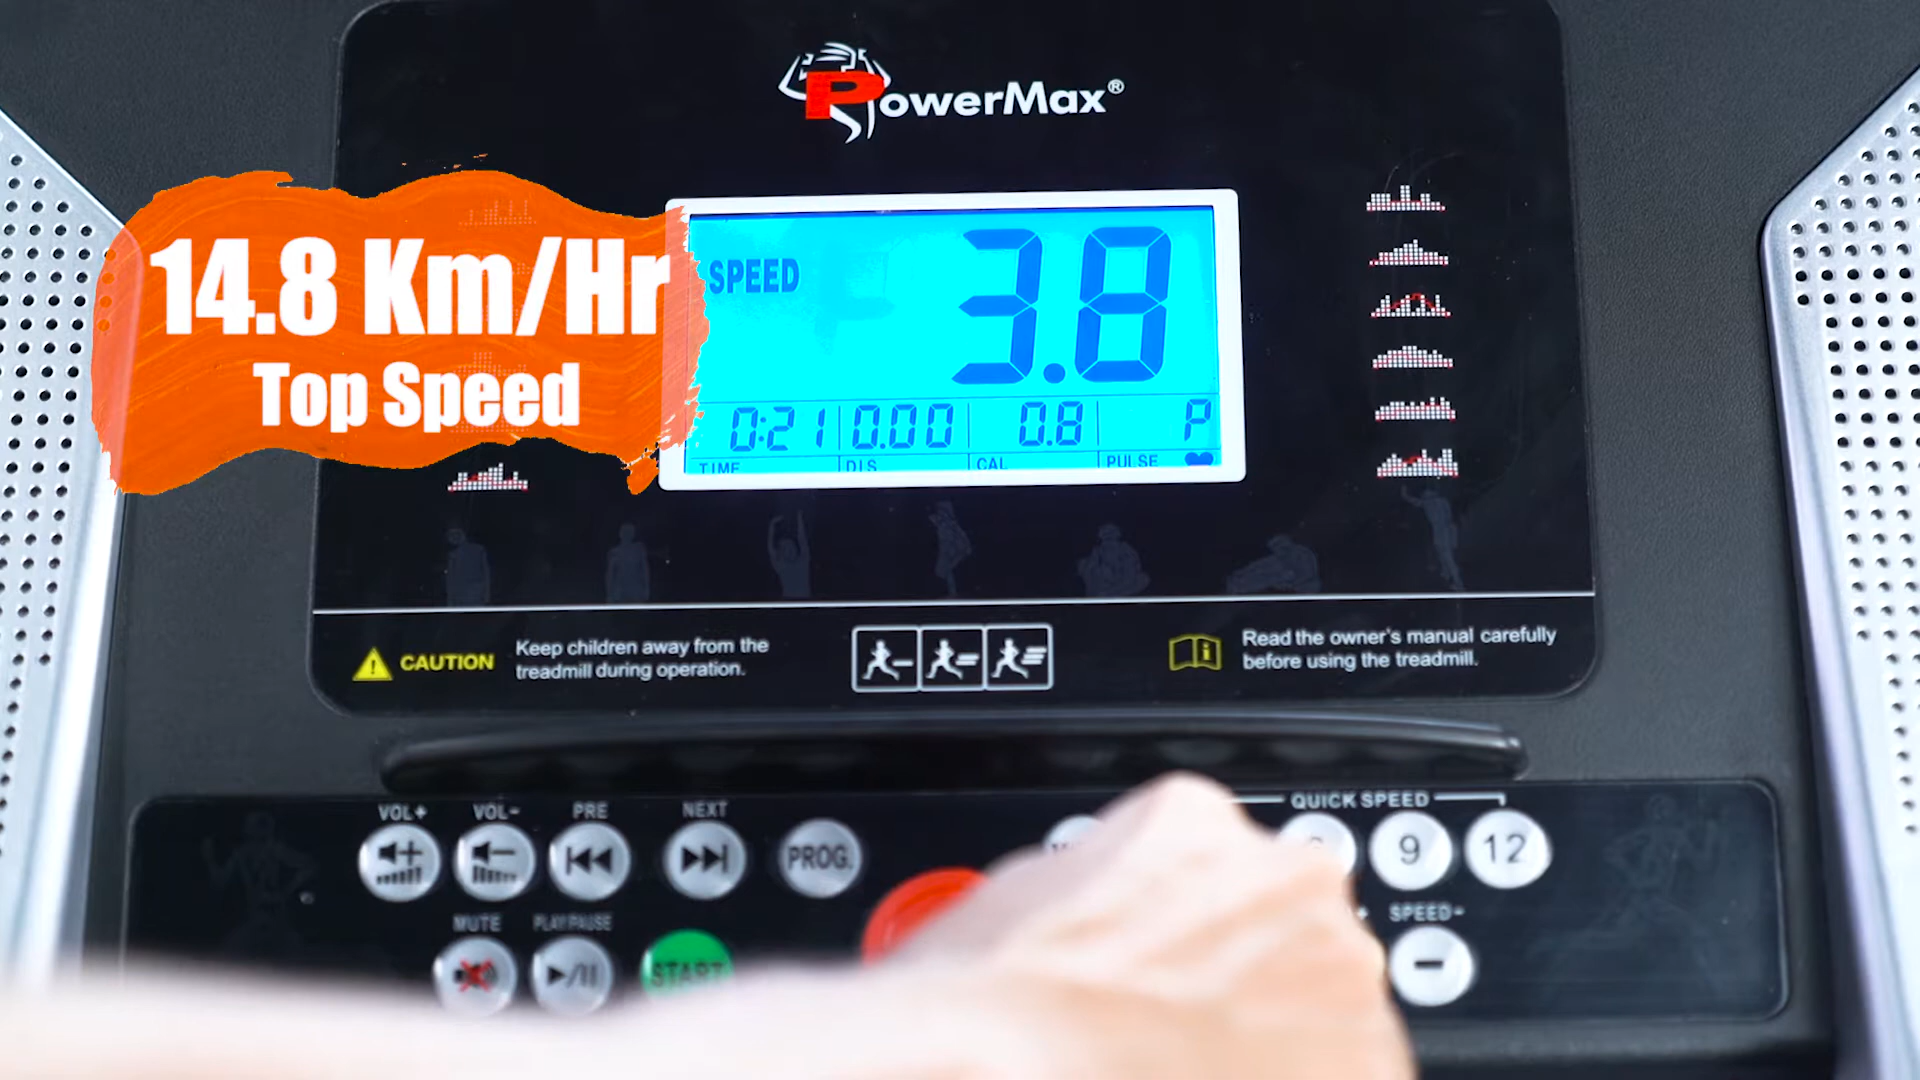 PowerMax®
14.8 Km/Hr
Top Speed
SPEED
3.8
0:21 0.00 0.8 P
TIME DIS CAL PULSE
CAUTION
Keep children away from the
treadmill during operation.
Read the owner's manual carefully
before using the treadmill.
VOL+ VOL- PRE NEXT
QUICK SPEED
PROG.
9 12
MUTE PLAY/PAUSE
SPEED-
START